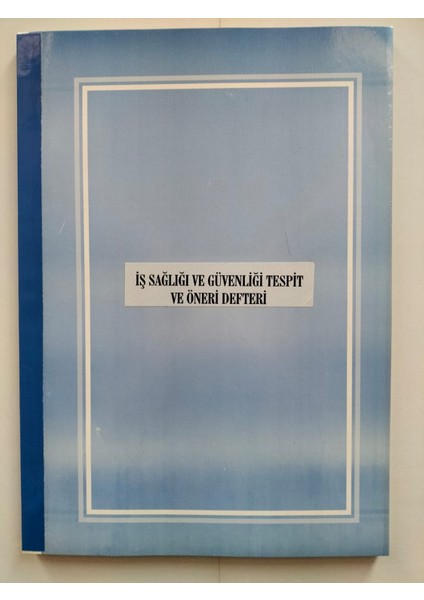 İŞ SAĞLIĞI VE GÜVENLİĞİ TESPİT
VE ÖNERİ DEFTERİ